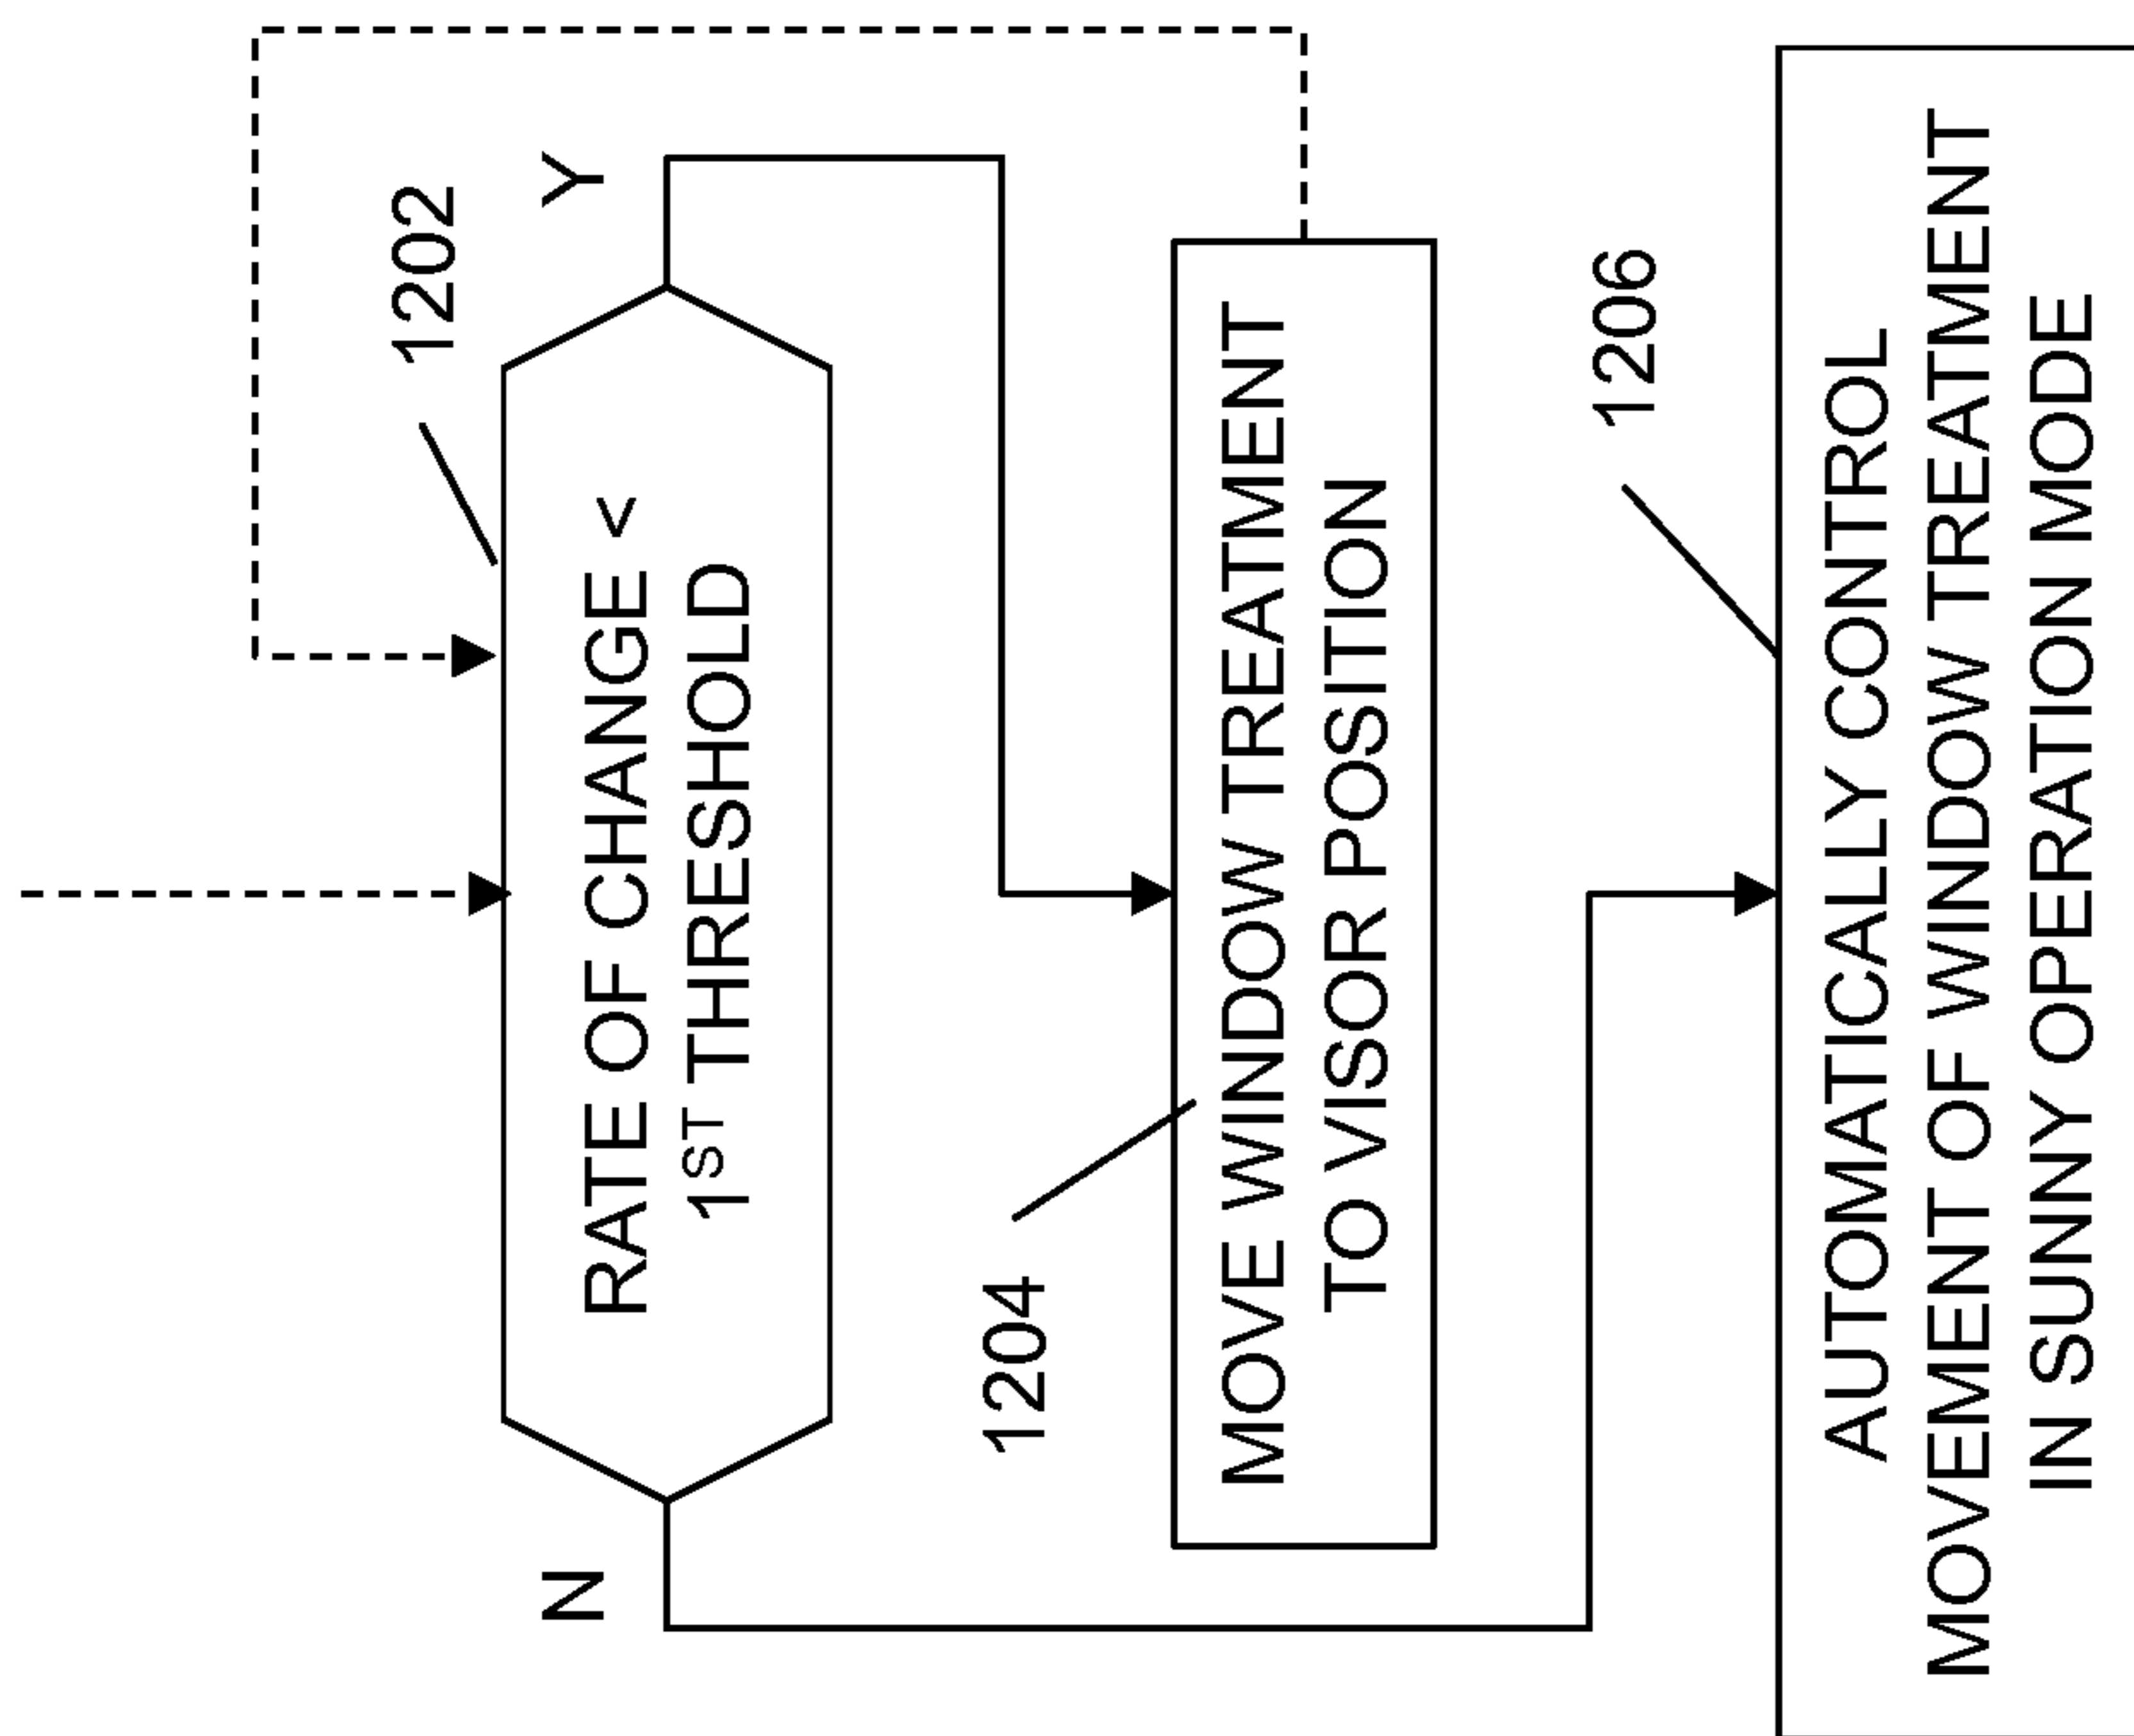 1202
N
Y
RATE OF CHANGE <
1ST THRESHOLD
1204
MOVE WINDOW TREATMENT
TO VISOR POSITION
1206
AUTOMATICALLY CONTROL
MOVEMENT OF WINDOW TREATMENT
IN SUNNY OPERATION MODE